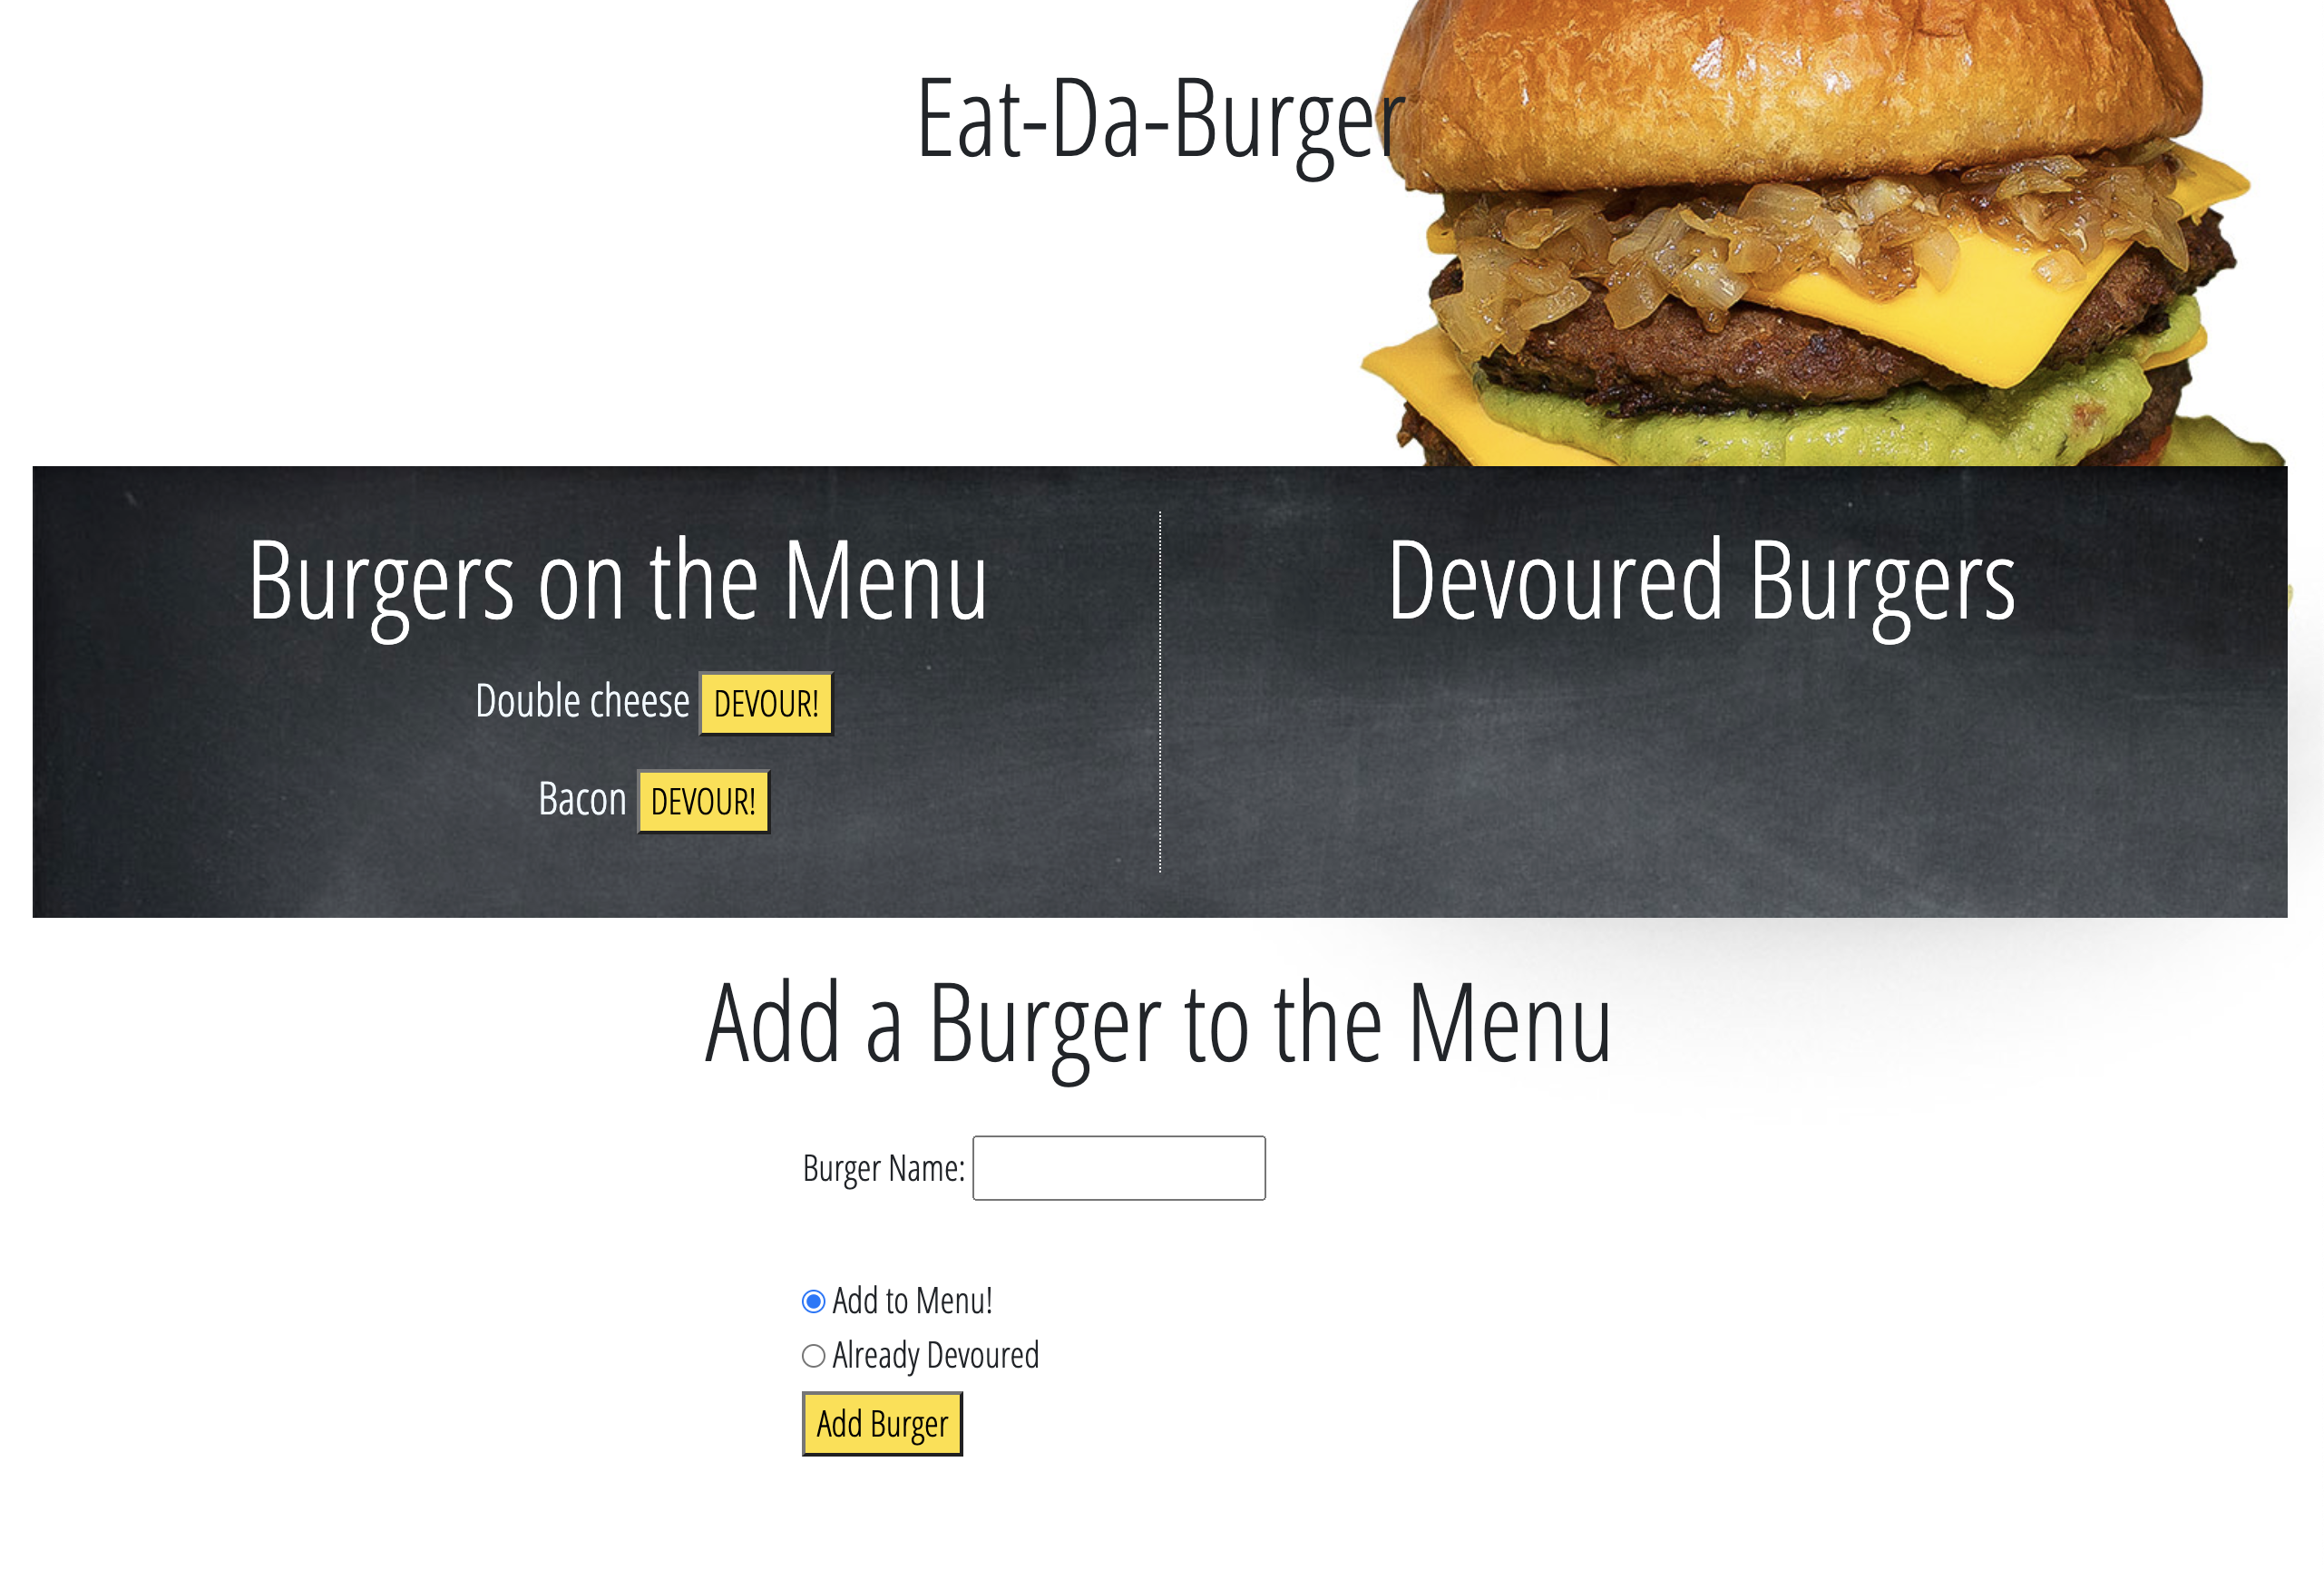 Eat-Da-Burger
Burgers on the Menu
Double cheese DEVOUR!
Bacon DEVOUR!
Devoured Burgers
Add a Burger to the Menu
Burger Name:
Add to Menu!
Already Devoured
Add Burger